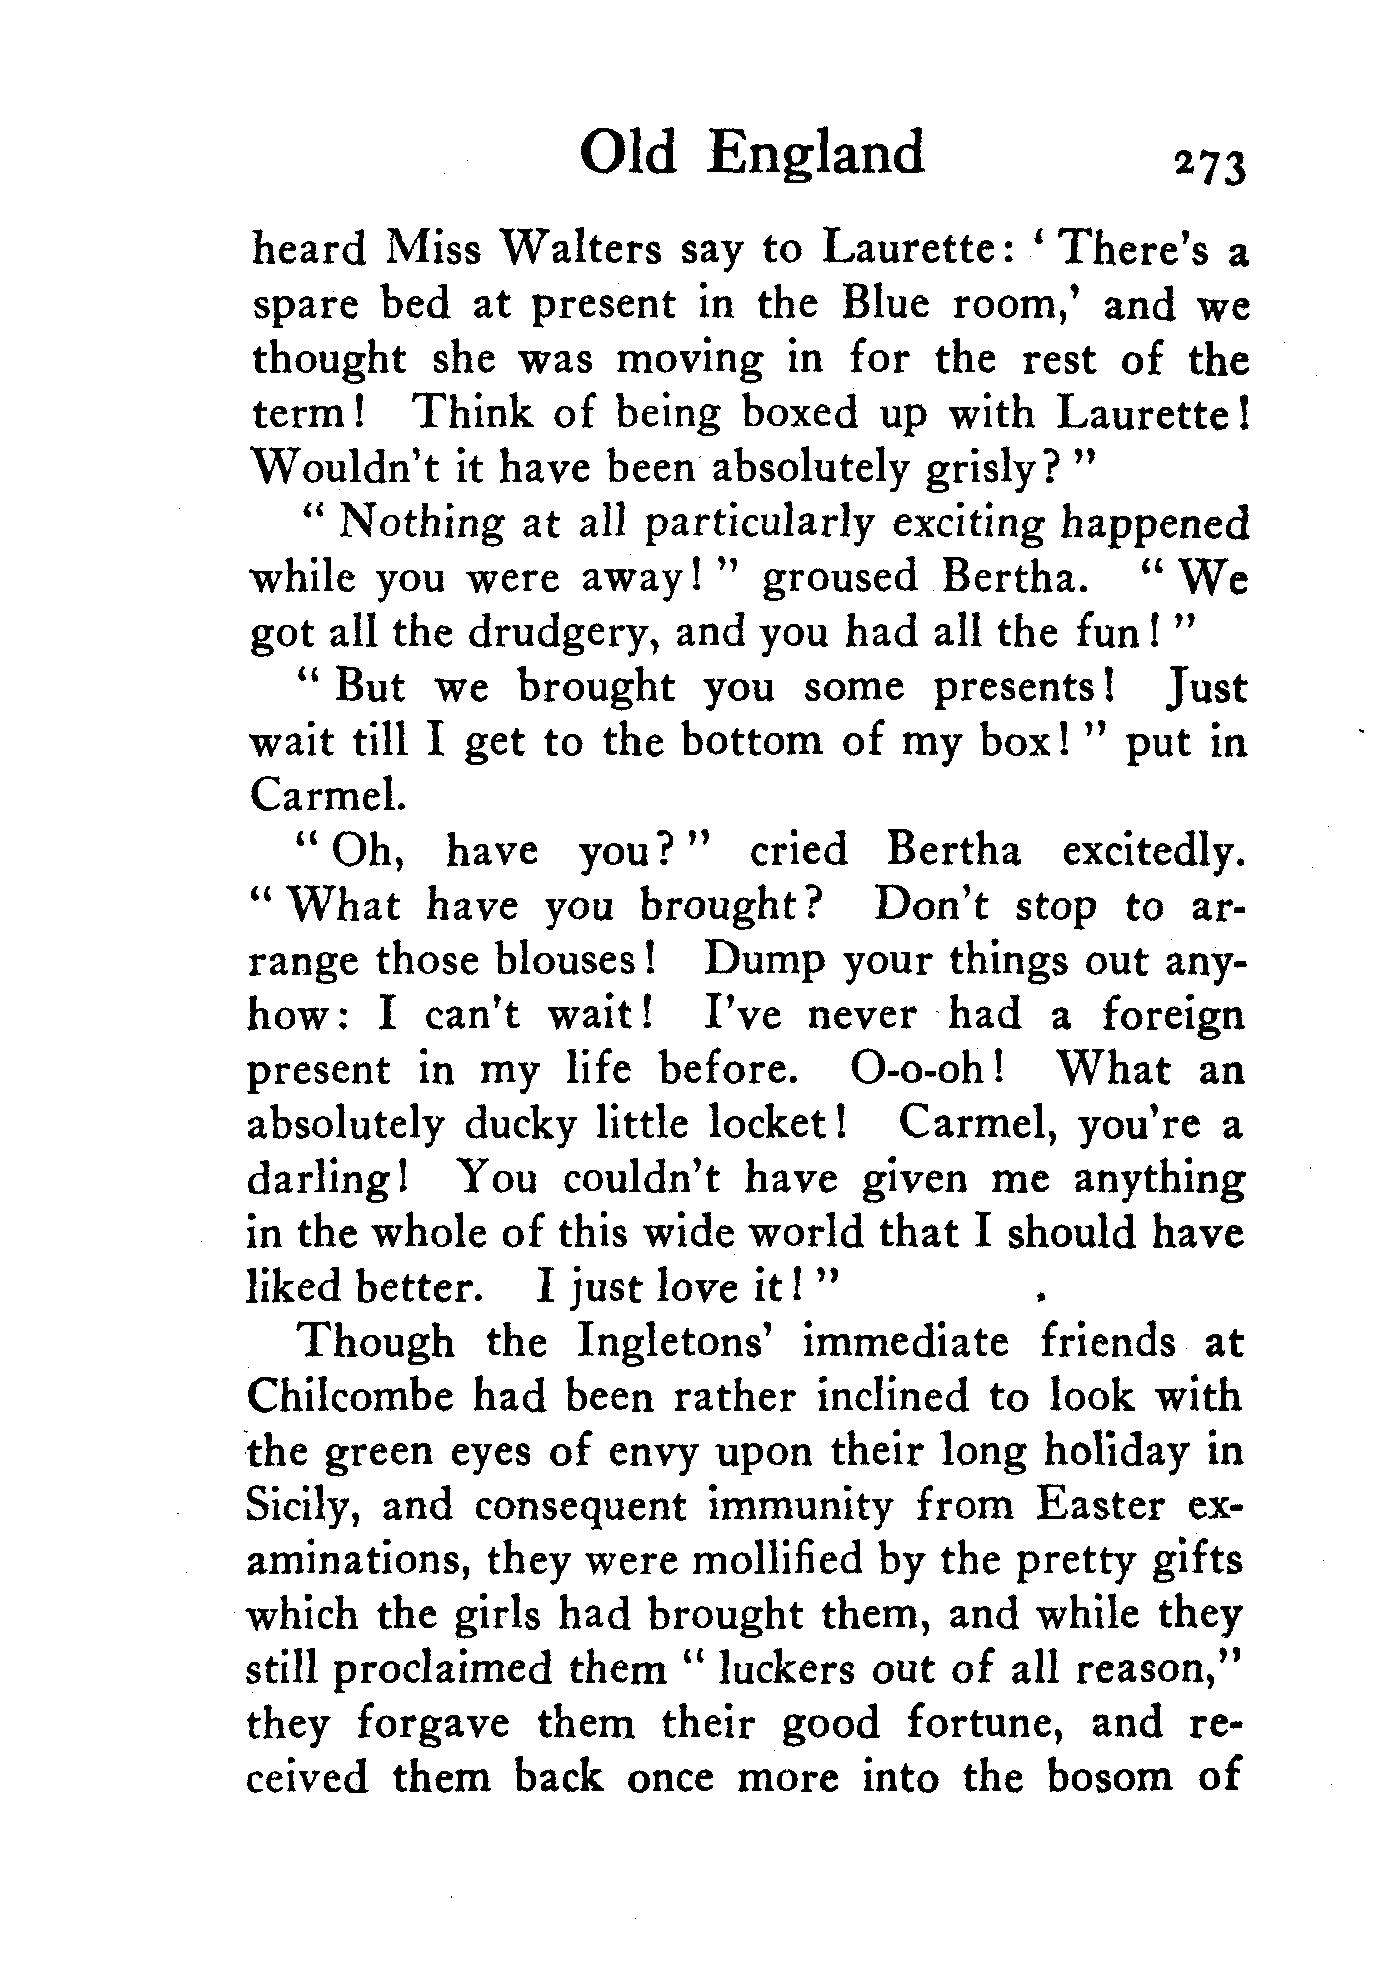 Old England 273
heard Miss Walters say to Laurette: ‘ There's a
spare bed at present in the Blue room,’ and we
thought she was moving in for the rest of the
term! Think of being boxed up with Laurette!
Wouldn't it have been absolutely grisly? ”
“ Nothing at all particularly exciting happened
while you were away! ” groused Bertha. “ We
got all the drudgery, and you had all the fun! ”
“ But we brought you some presents! Just
wait till I get to the bottom of my box! ” put in
Carmel.
“ Oh, have you? ” cried Bertha excitedly.
“ What have you brought? Don't stop to ar-
range those blouses! Dump your things out any-
how: I can't wait! I've never had a foreign
present in my life before. O-o-oh! What an
absolutely ducky little locket! Carmel, you're a
darling! You couldn't have given me anything
in the whole of this wide world that I should have
liked better. I just love it! ”
Though the Ingletons' immediate friends at
Chilcombe had been rather inclined to look with
the green eyes of envy upon their long holiday in
Sicily, and consequent immunity from Easter ex-
aminations, they were mollified by the pretty gifts
which the girls had brought them, and while they
still proclaimed them “ luckers out of all reason,”
they forgave them their good fortune, and re-
ceived them back once more into the bosom of